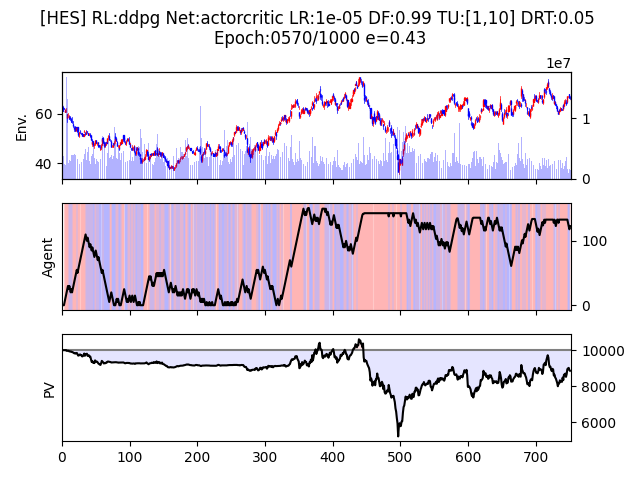 [HES] RL:ddpg Net:actorcritic LR:1e-05 DF:0.99 TU:[1,10] DRT:0.05
Epoch:0570/1000 e=0.43
1e7
Env.
60
40
1
0
Agent
100
0
PV
10000
8000
6000
0 100 200 300 400 500 600 700